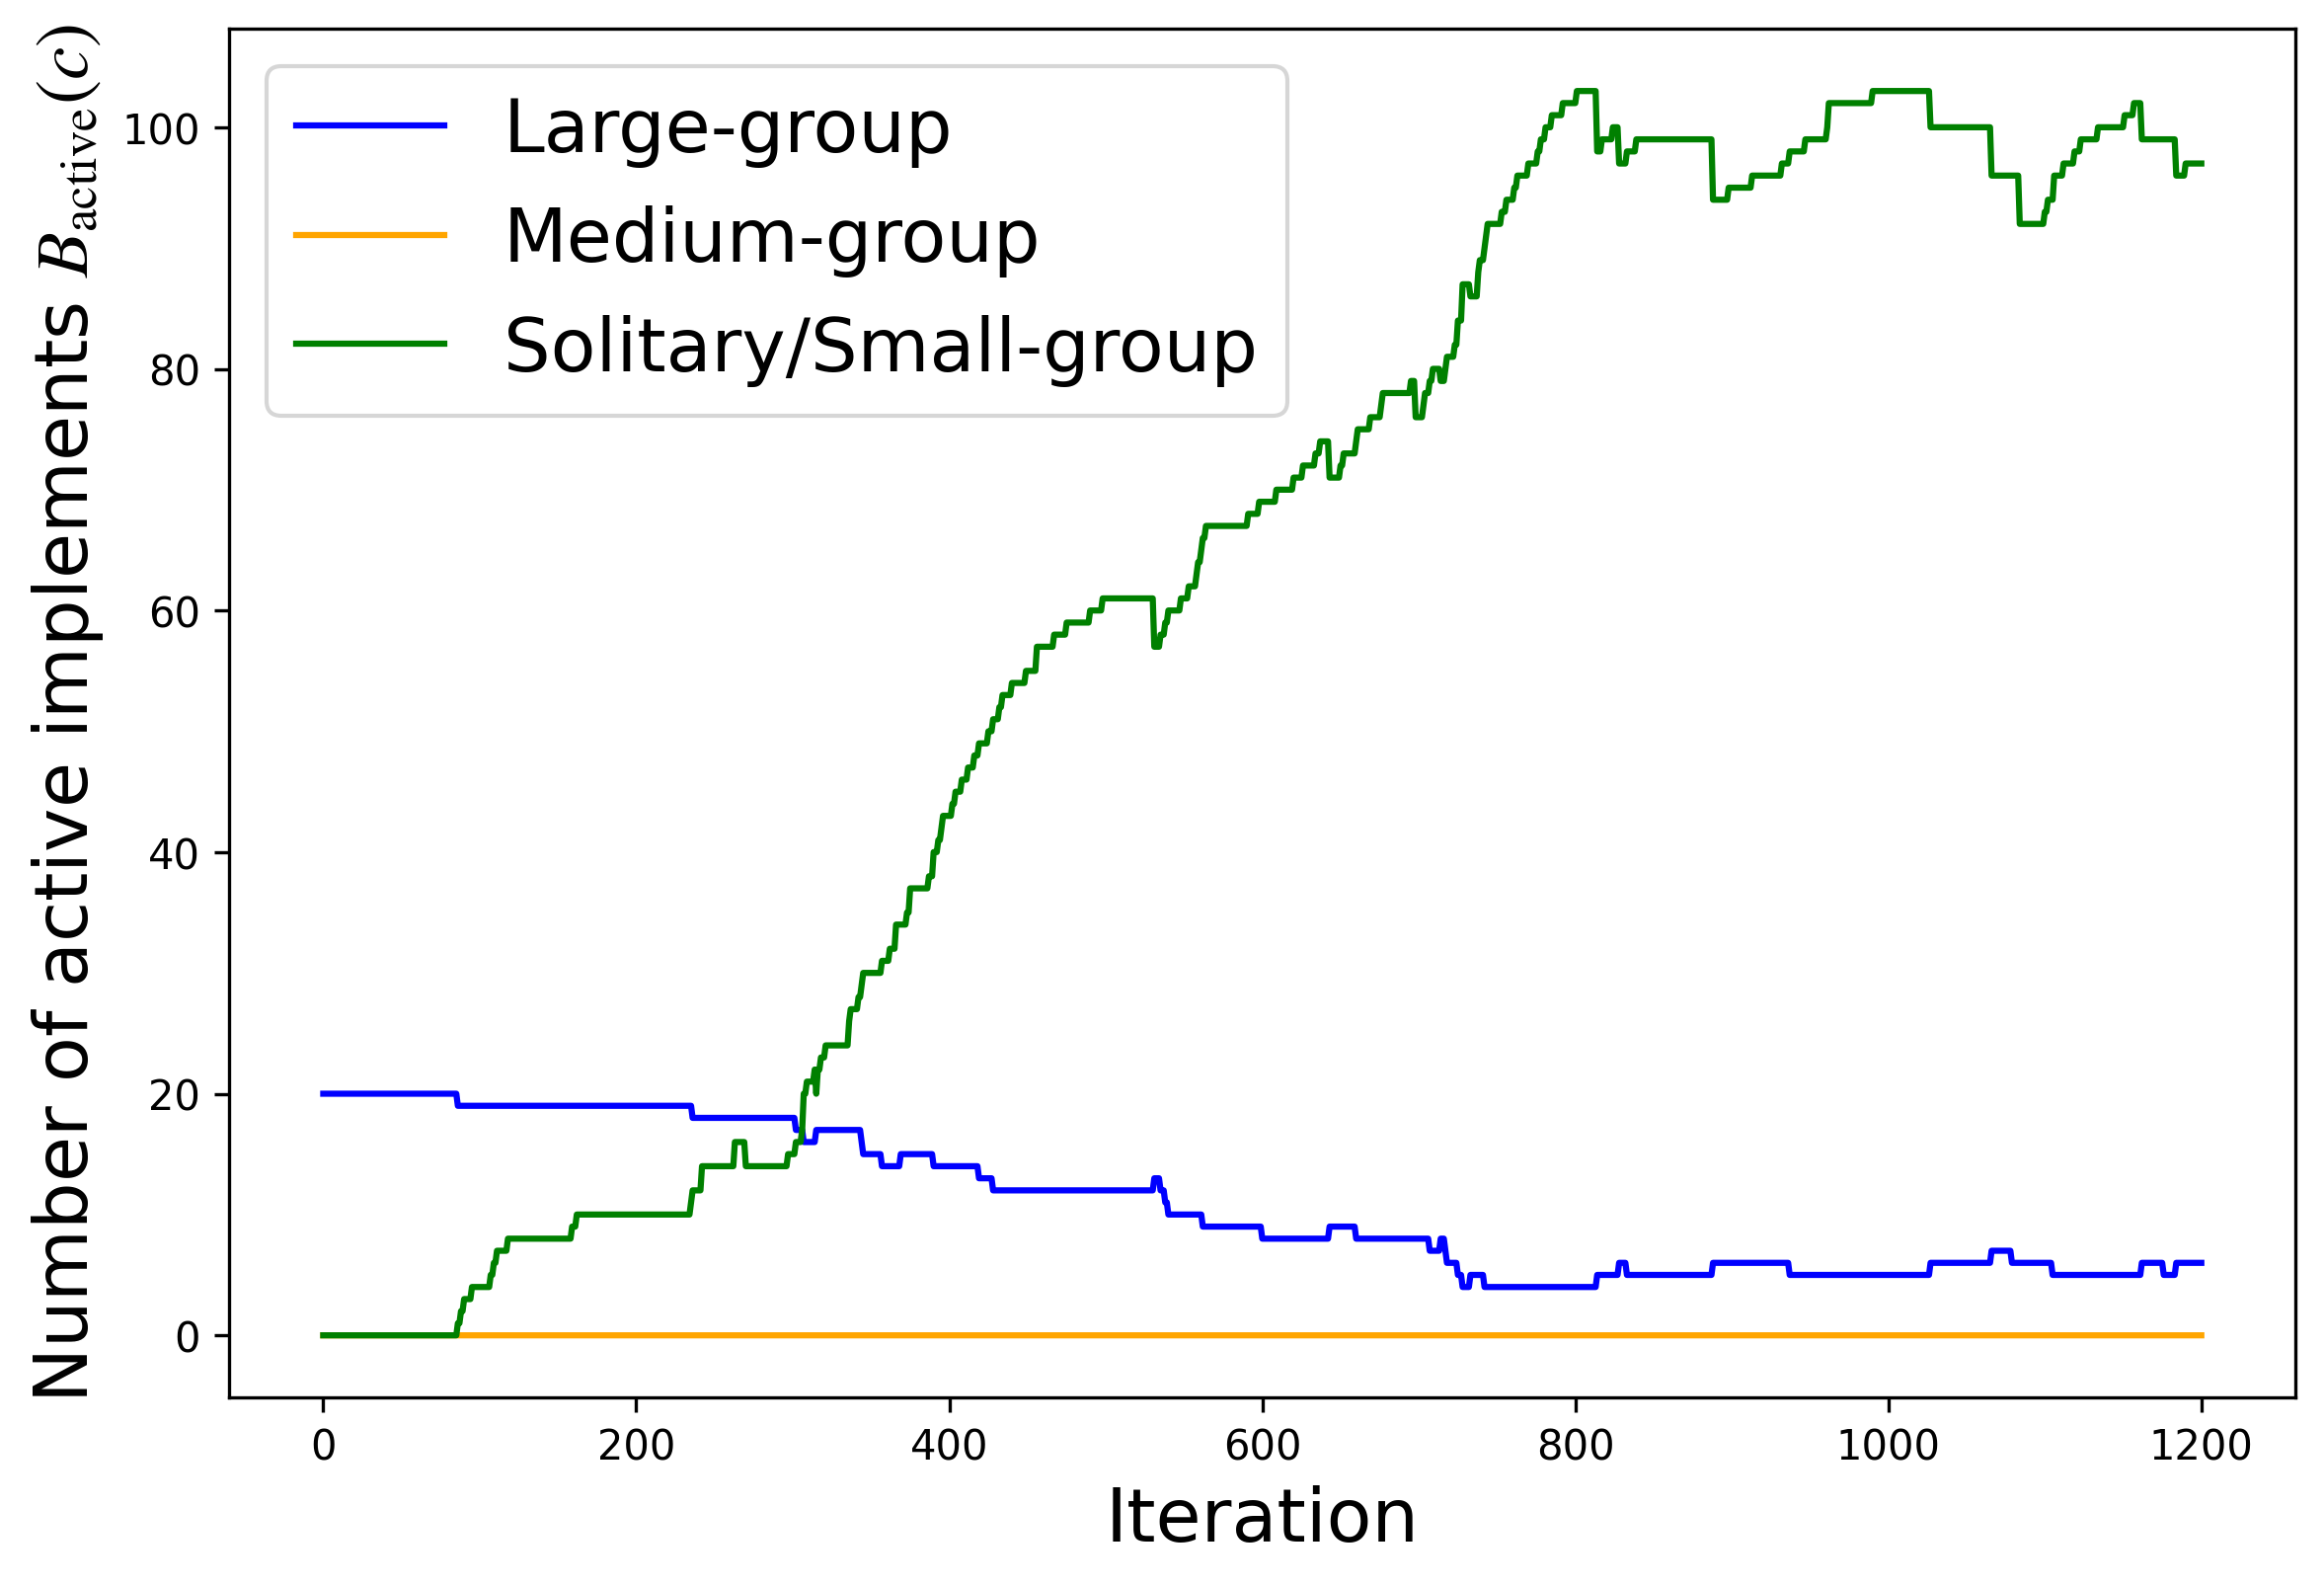 Number of active implements B_active(c)
Large-group
Medium-group
Solitary/Small-group
100
80
60
40
20
0
0 200 400 600 800 1000 1200
Iteration